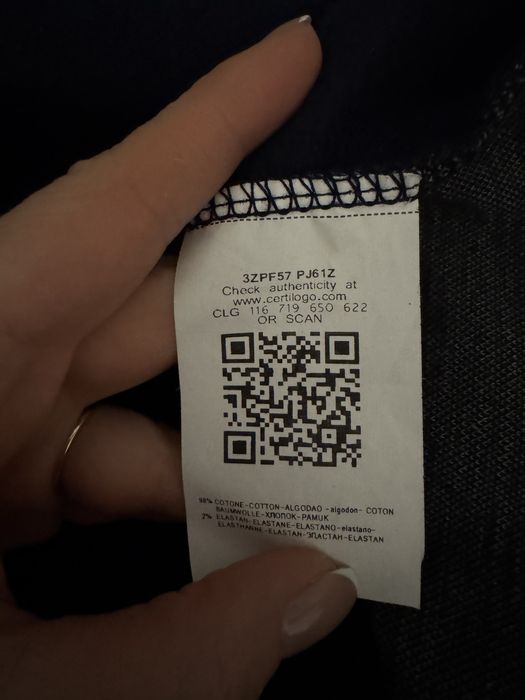 3ZPF57 PJ61Z
Check authenticity at
www.certilogo.com
CLG 116 719 650 622
OR SCAN
98% COTONE-COTTON-ALGODAO -algodon- COTON
BAUMWOLLE-ХЛОПОК-PAMUK
2% ELASTAN-ELASTANE-ELASTANO-elastano-
ELASTHANNE-ELASTAN-ЭЛАСТАН-ELASTAN